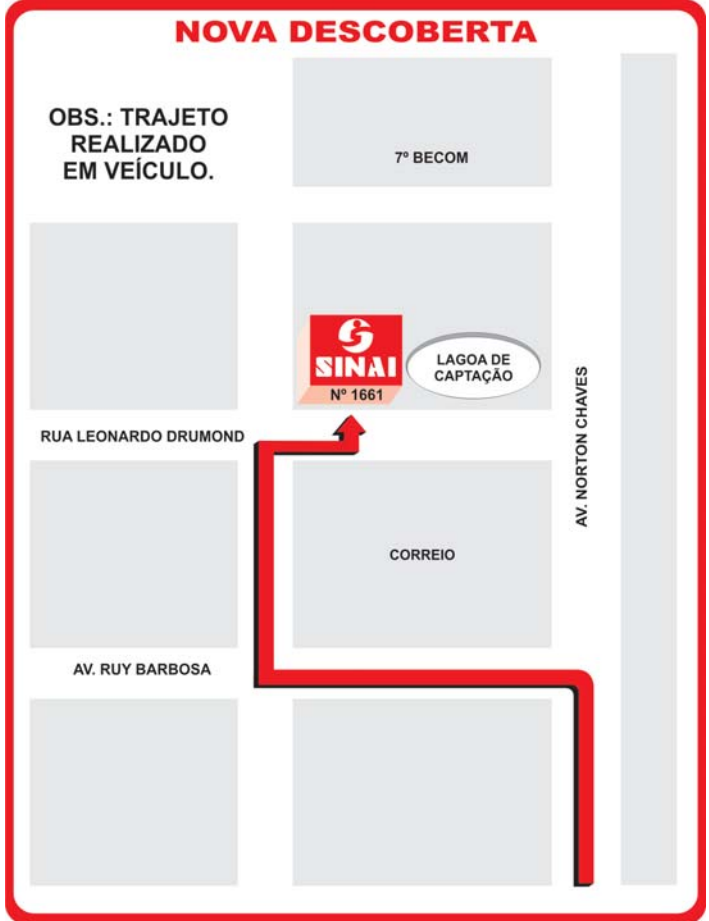 NOVA DESCOBERTA
OBS.: TRAJETO
REALIZADO
EM VEÍCULO.
7º BECOM
SINAI
Nº 1661
LAGOA DE
CAPTAÇÃO
RUA LEONARDO DRUMOND
AV. NORTON CHAVES
CORREIO
AV. RUY BARBOSA